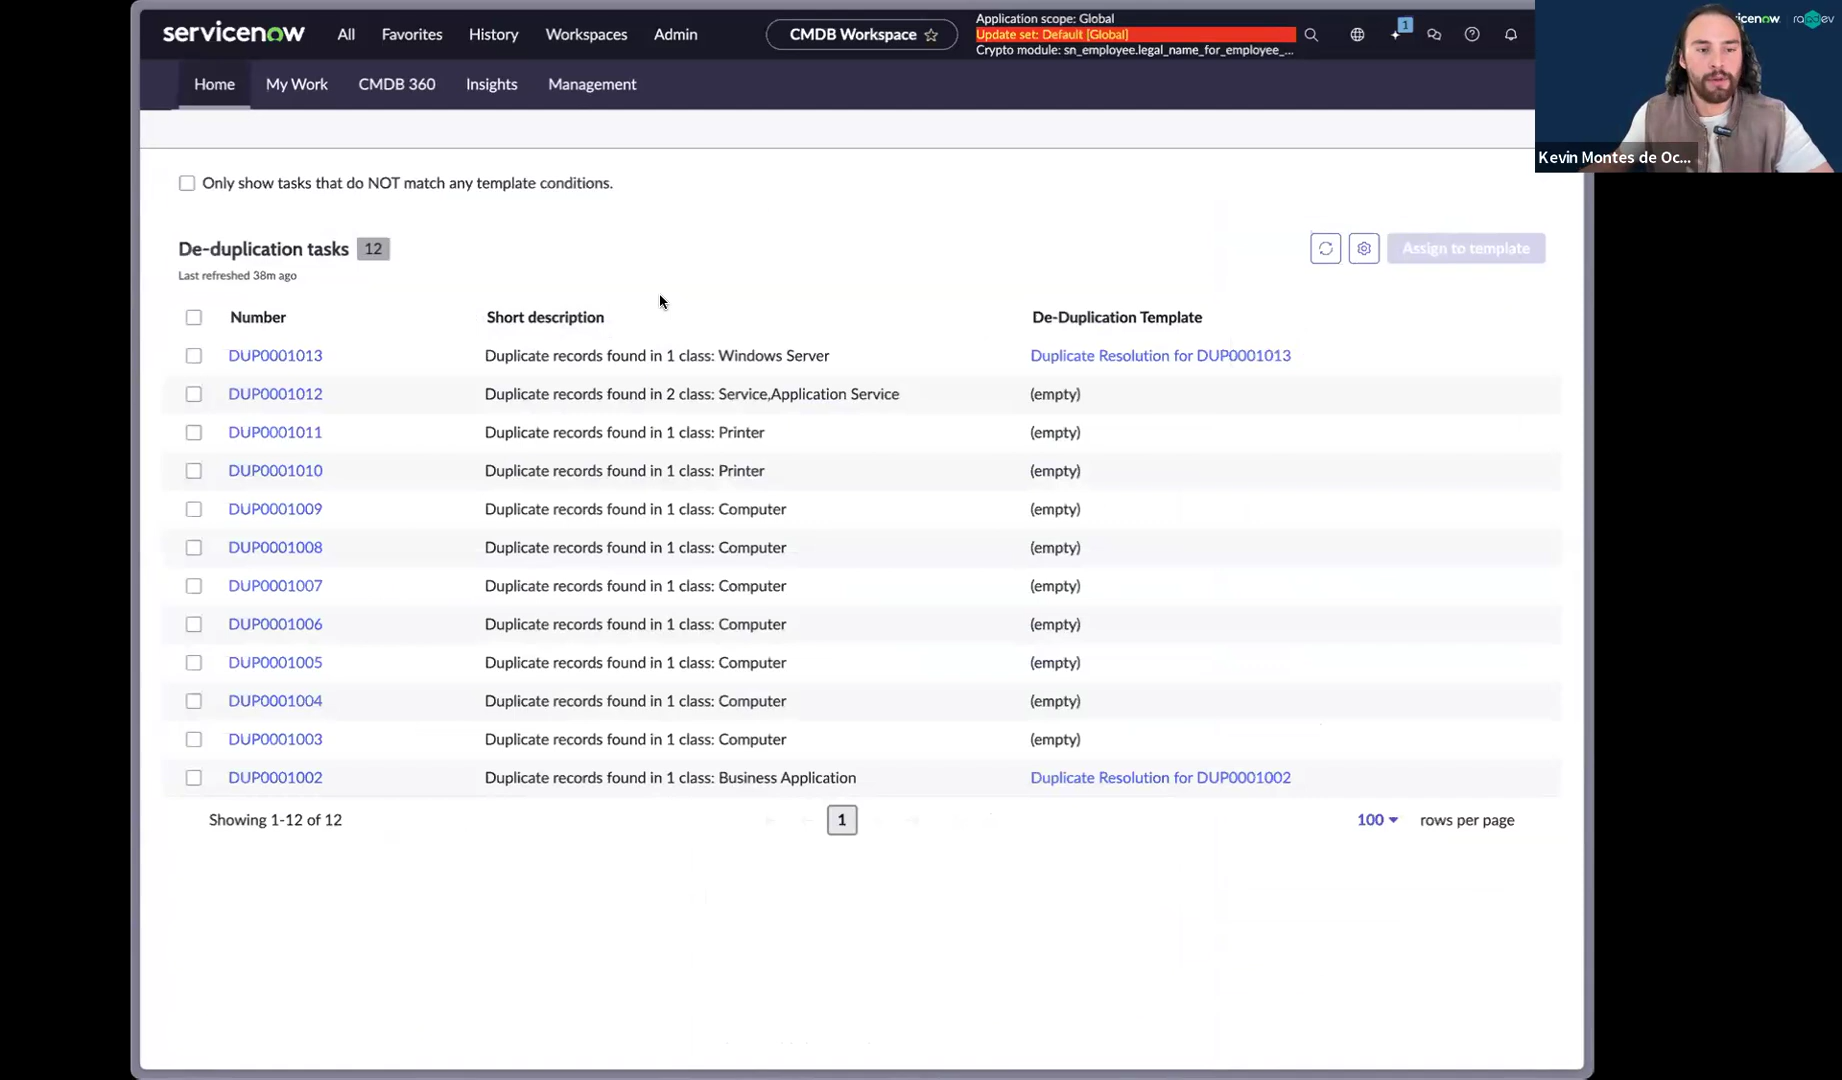 servicenow All Favorites History Workspaces Admin CMDB Workspace
Application scope: Global
Update set: Default [Global]
Crypto module: sn_employee.legal_name_for_employee_...
1
Home My Work CMDB 360 Insights Management
Kevin Montes de Oc...
Only show tasks that do NOT match any template conditions.
De-duplication tasks 12
Assign to template
Last refreshed 38m ago
Number Short description De-Duplication Template
DUP0001013 Duplicate records found in 1 class: Windows Server Duplicate Resolution for DUP0001013
DUP0001012 Duplicate records found in 2 class: Service,Application Service (empty)
DUP0001011 Duplicate records found in 1 class: Printer (empty)
DUP0001010 Duplicate records found in 1 class: Printer (empty)
DUP0001009 Duplicate records found in 1 class: Computer (empty)
DUP0001008 Duplicate records found in 1 class: Computer (empty)
DUP0001007 Duplicate records found in 1 class: Computer (empty)
DUP0001006 Duplicate records found in 1 class: Computer (empty)
DUP0001005 Duplicate records found in 1 class: Computer (empty)
DUP0001004 Duplicate records found in 1 class: Computer (empty)
DUP0001003 Duplicate records found in 1 class: Computer (empty)
DUP0001002 Duplicate records found in 1 class: Business Application Duplicate Resolution for DUP0001002
Showing 1-12 of 12 1 100 rows per page